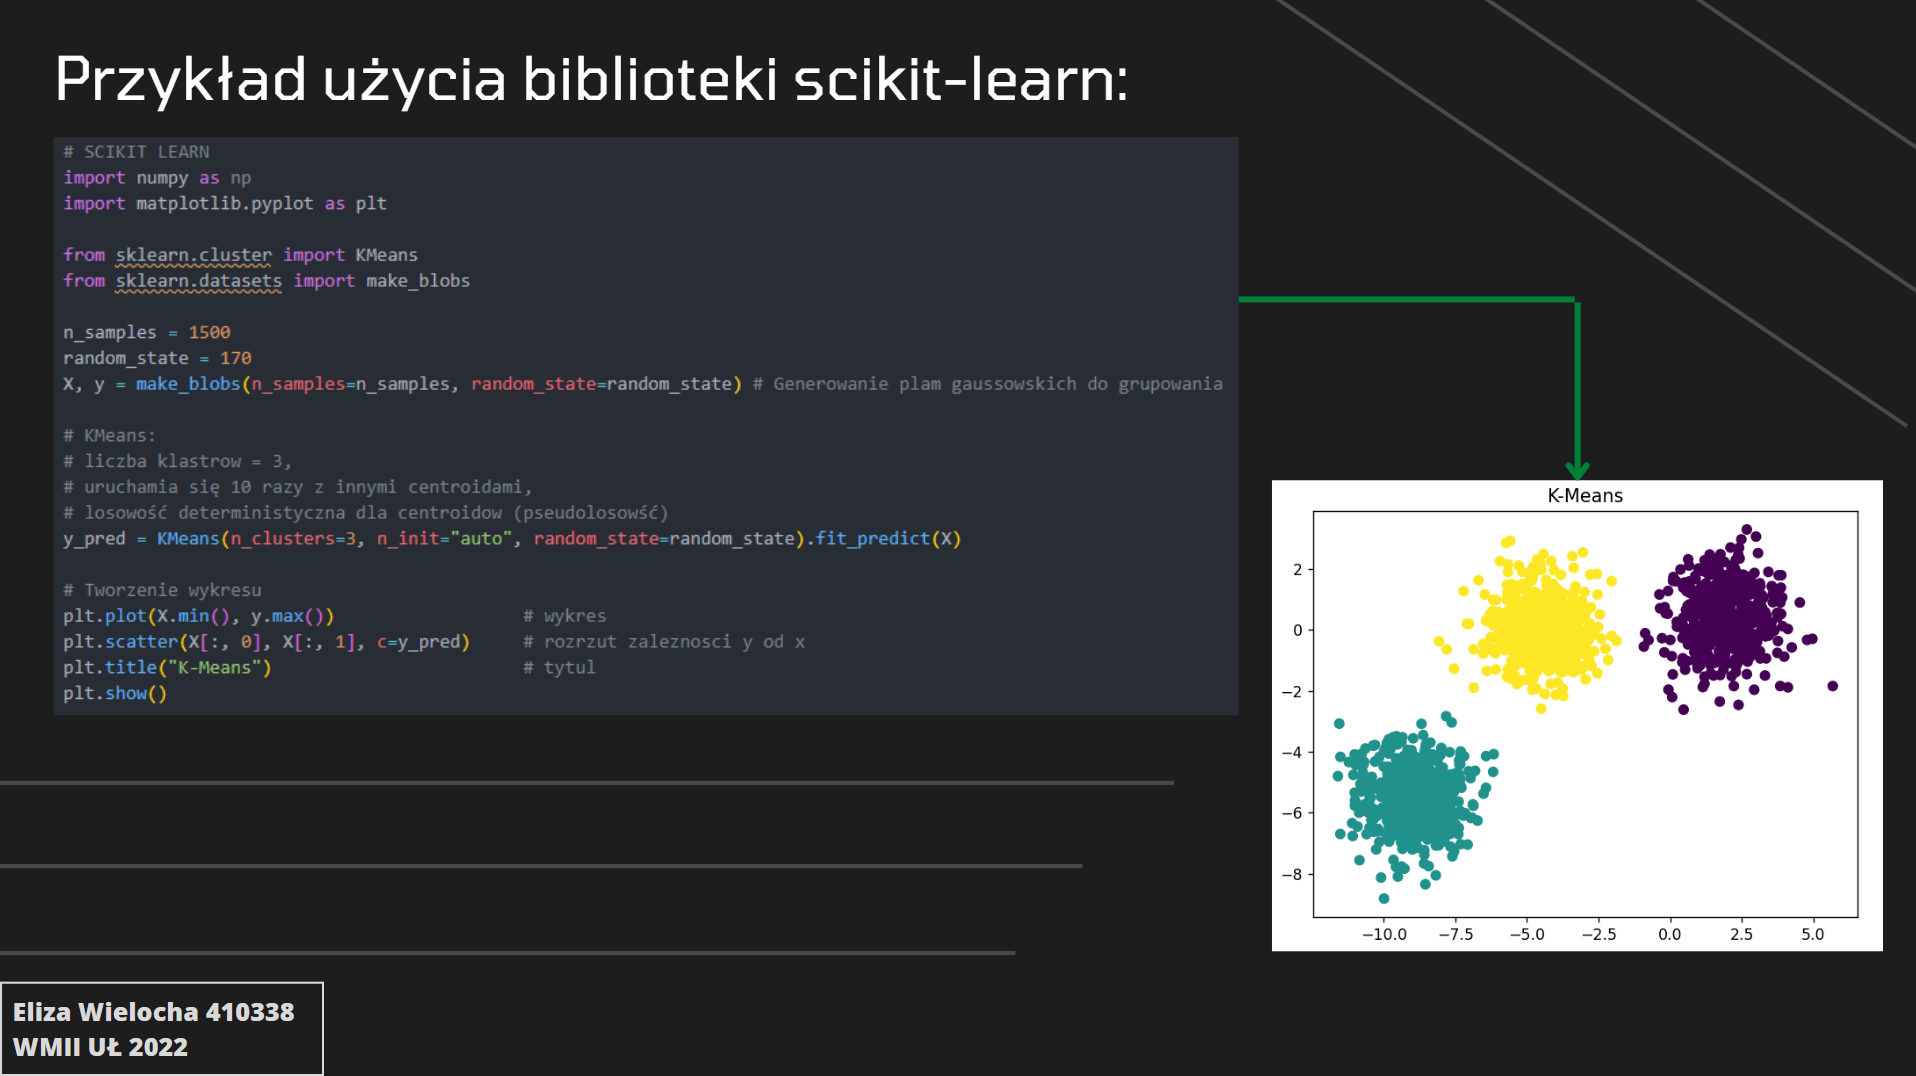 Przykład użycia biblioteki scikit-learn:
# SCIKIT LEARN
import numpy as np
import matplotlib.pyplot as plt
from sklearn.cluster import KMeans
from sklearn.datasets import make_blobs
n_samples = 1500
random_state = 170
X, y = make_blobs(n_samples=n_samples, random_state=random_state) # Generowanie plam gaussowskich do grupowania
# KMeans:
# liczba klastrow = 3,
# uruchamia się 10 razy z innymi centroidami,
# losowość deterministyczna dla centroidow (pseudolosowść)
y_pred = KMeans(n_clusters=3, n_init="auto", random_state=random_state).fit_predict(X)
# Tworzenie wykresu
plt.plot(X.min(), y.max()) # wykres
plt.scatter(X[:, 0], X[:, 1], c=y_pred) # rozrzut zaleznosci y od x
plt.title("K-Means") # tytul
plt.show()
K-Means
2
0
−2
−4
−6
−8
−10.0 −7.5 −5.0 −2.5 0.0 2.5 5.0
Eliza Wielocha 410338
WMII UŁ 2022